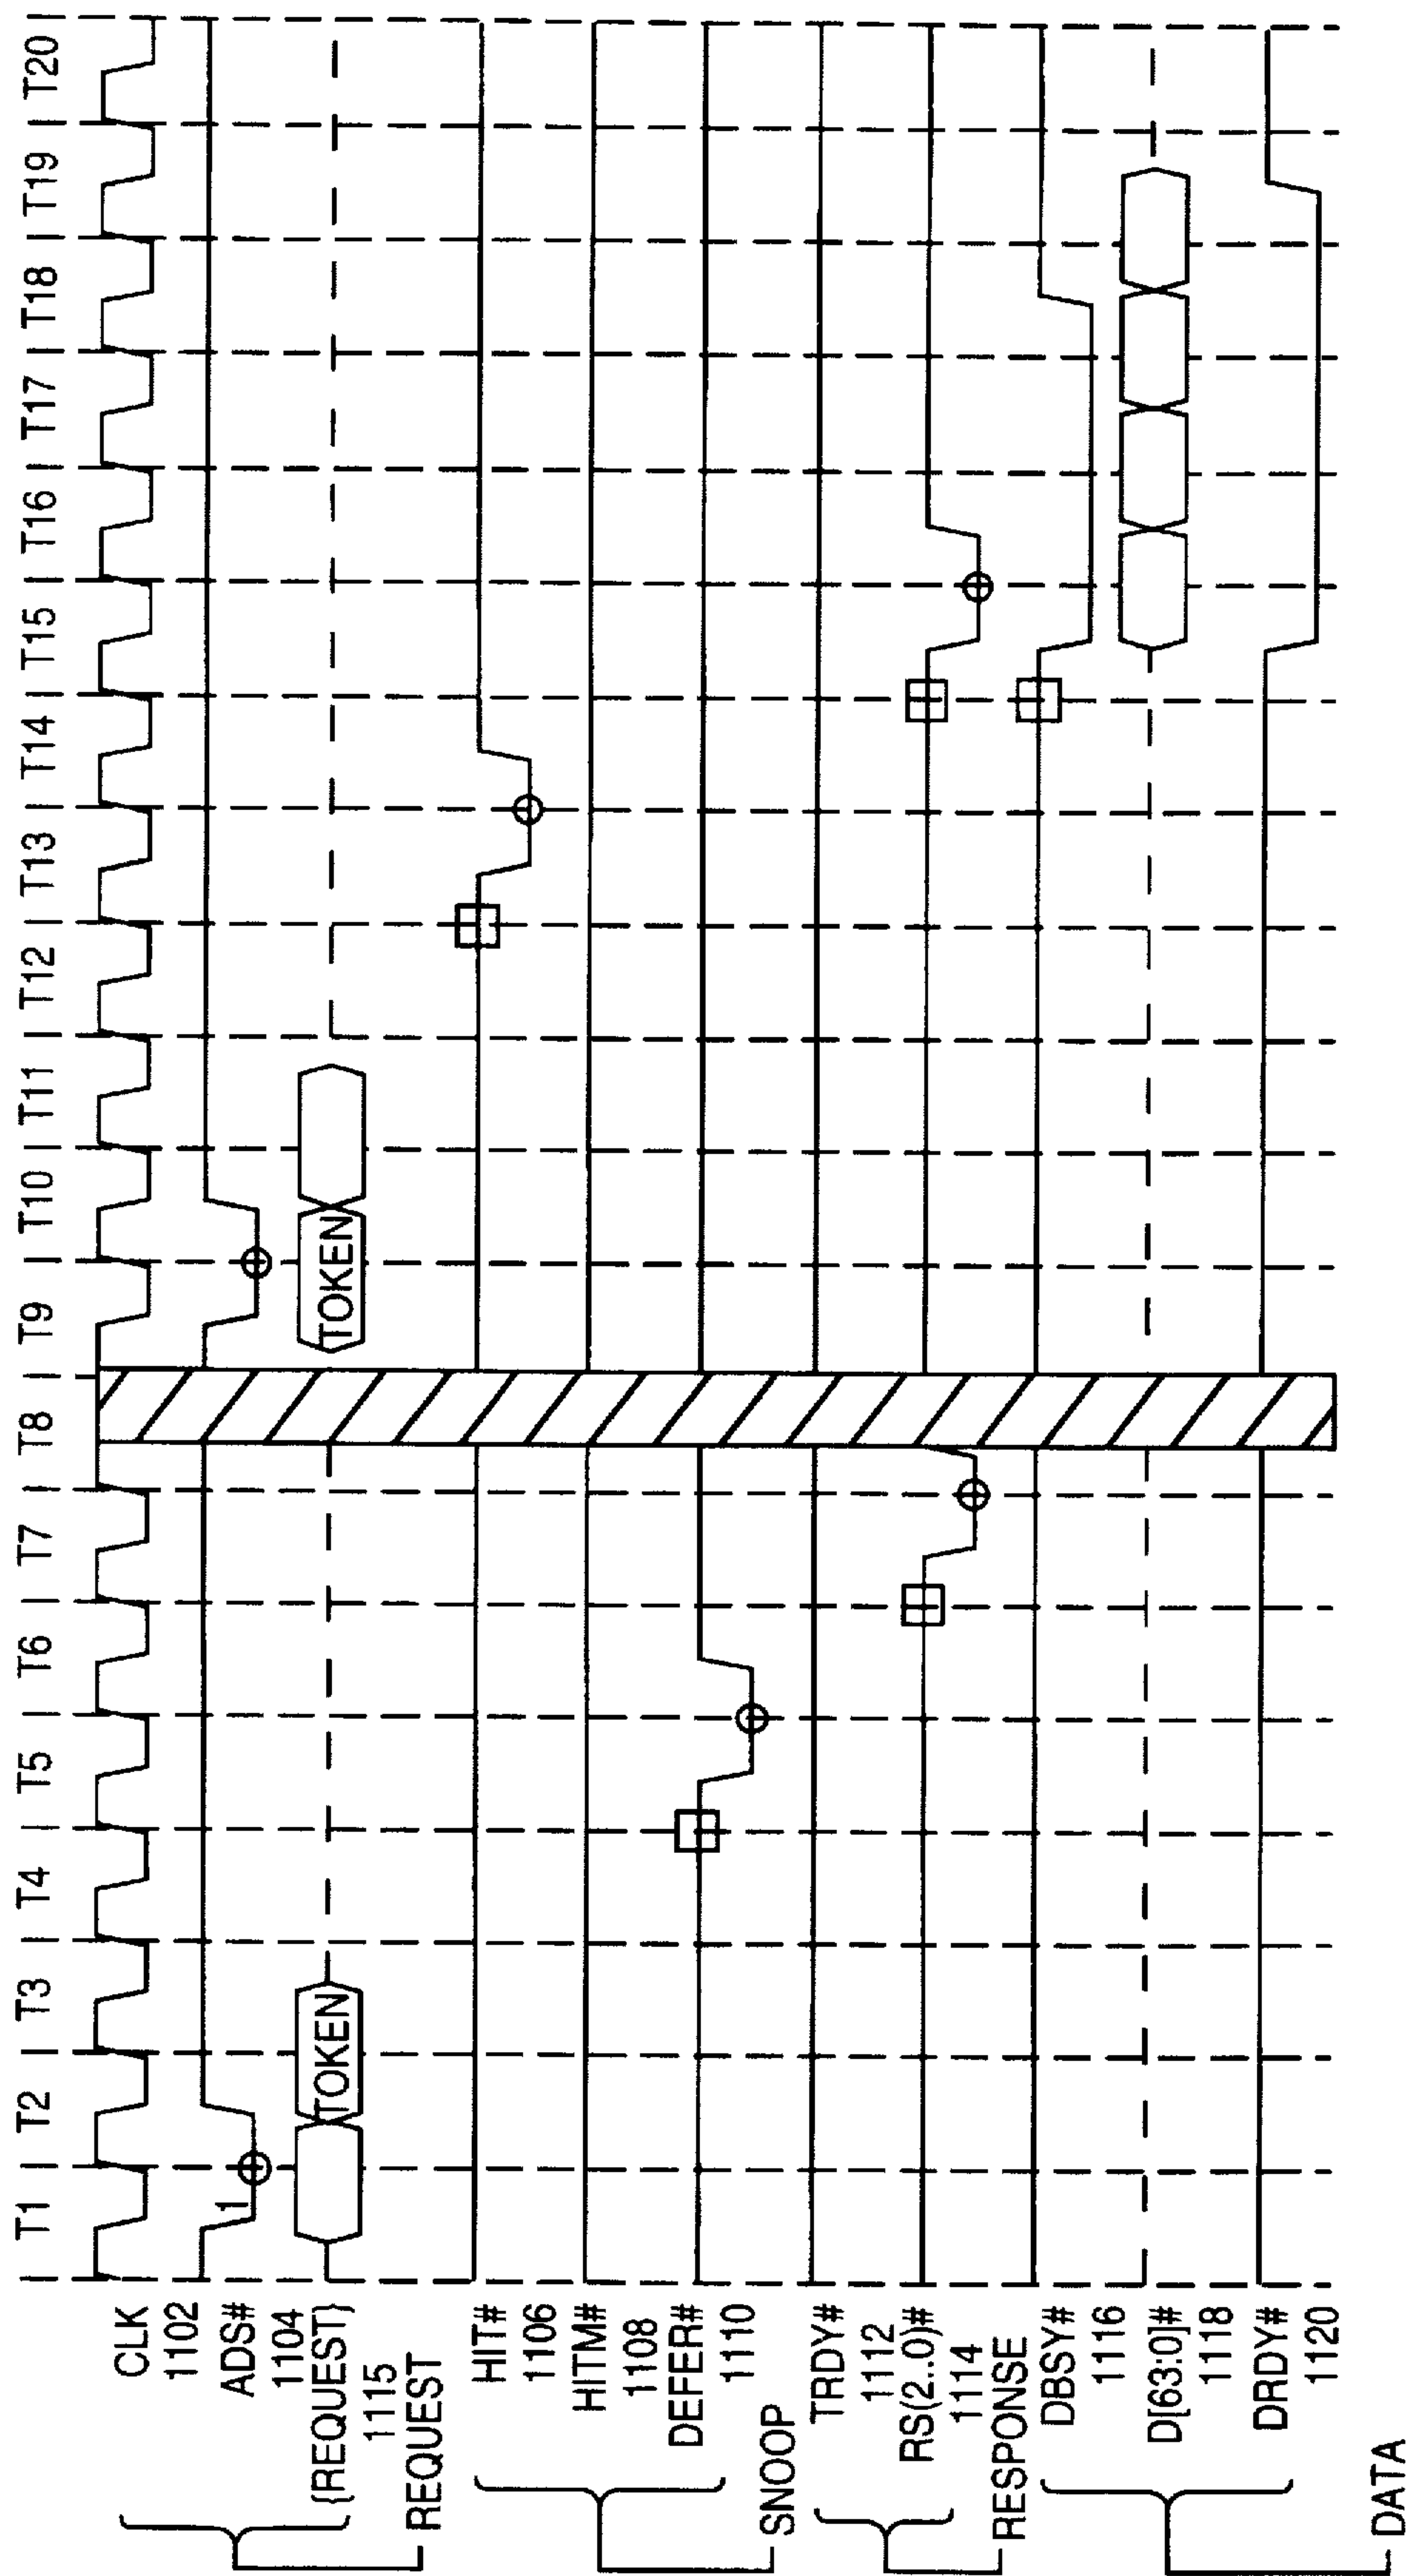 T1 T2 T3 T4 T5 T6 T7 T8 T9 T10 T11 T12 T13 T14 T15 T16 T17 T18 T19 T20
CLK
1102
ADS#
1104
1
{REQUEST}
1115
TOKEN
TOKEN
REQUEST
HIT#
1106
HITM#
1108
DEFER#
1110
SNOOP
TRDY#
1112
RS(2..0)#
1114
RESPONSE
DBSY#
1116
D[63:0]#
1118
DRDY#
1120
DATA